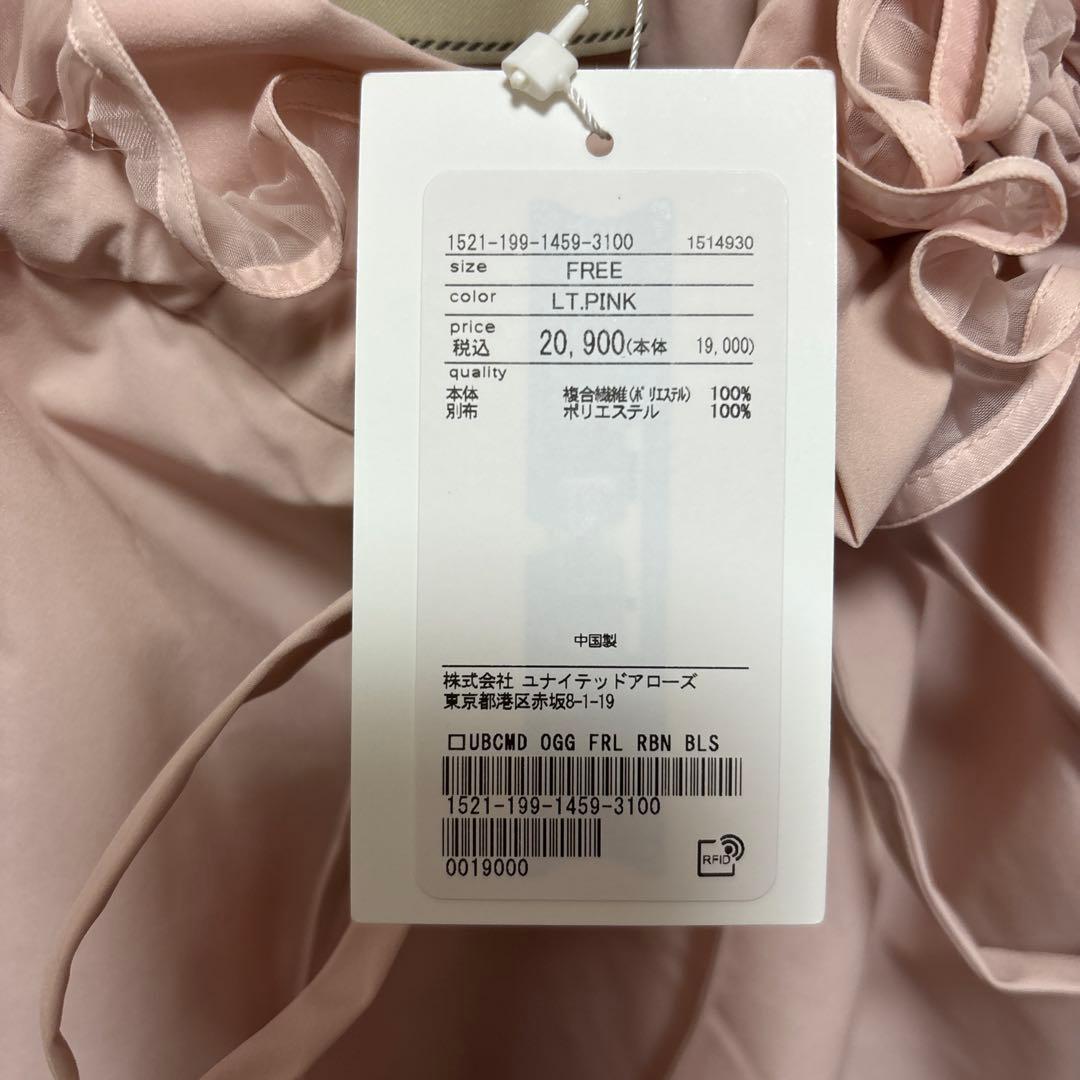 1521-199-1459-3100 1514930
size FREE
color LT.PINK
price
税込 20,900(本体 19,000)
quality
本体 複合繊維(ポリエステル) 100%
別布 ポリエステル 100%
中国製
株式会社 ユナイテッドアローズ
東京都港区赤坂8-1-19
□UBCMD OGG FRL RBN BLS
1521-199-1459-3100
0019000
RFID